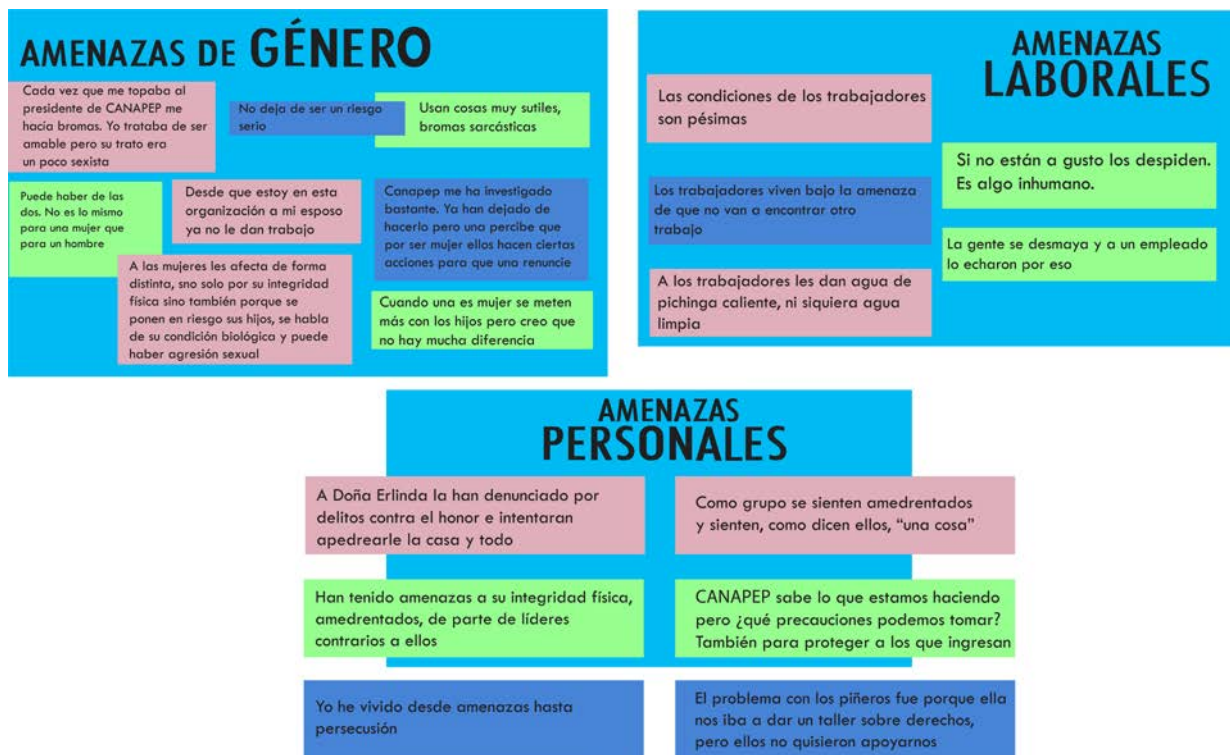 AMENAZAS DE GÉNERO
Cada vez que me topaba al
presidente de CANAPEP me
hacía bromas. Yo trataba de ser
amable pero su trato era
un poco sexista
No deja de ser un riesgo
serio
Usan cosas muy sutiles,
bromas sarcásticas
Puede haber de las
dos. No es lo mismo
para una mujer que
para un hombre
Desde que estoy en esta
organización a mi esposo
ya no le dan trabajo
Canapep me ha investigado
bastante. Ya han dejado de
hacerlo pero una percibe que
por ser mujer ellos hacen ciertas
acciones para que una renuncie
A las mujeres les afecta de forma
distinta, sno solo por su integridad
física sino también porque se
ponen en riesgo sus hijos, se habla
de su condición biológica y puede
haber agresión sexual
Cuando una es mujer se meten
más con los hijos pero creo que
no hay mucha diferencia
AMENAZAS
LABORALES
Las condiciones de los trabajadores
son pésimas
Si no están a gusto los despiden.
Es algo inhumano.
Los trabajadores viven bajo la amenaza
de que no van a encontrar otro
trabajo
La gente se desmaya y a un empleado
lo echaron por eso
A los trabajadores les dan agua de
pichinga caliente, ni siquiera agua
limpia
AMENAZAS
PERSONALES
A Doña Erlinda la han denunciado por
delitos contra el honor e intentaran
apedrearle la casa y todo
Como grupo se sienten amedrentados
y sienten, como dicen ellos, “una cosa”
Han tenido amenazas a su integridad física,
amedrentados, de parte de líderes
contrarios a ellos
CANAPEP sabe lo que estamos haciendo
pero ¿qué precauciones podemos tomar?
También para proteger a los que ingresan
Yo he vivido desde amenazas hasta
persecusión
El problema con los piñeros fue porque ella
nos iba a dar un taller sobre derechos,
pero ellos no quisieron apoyarnos